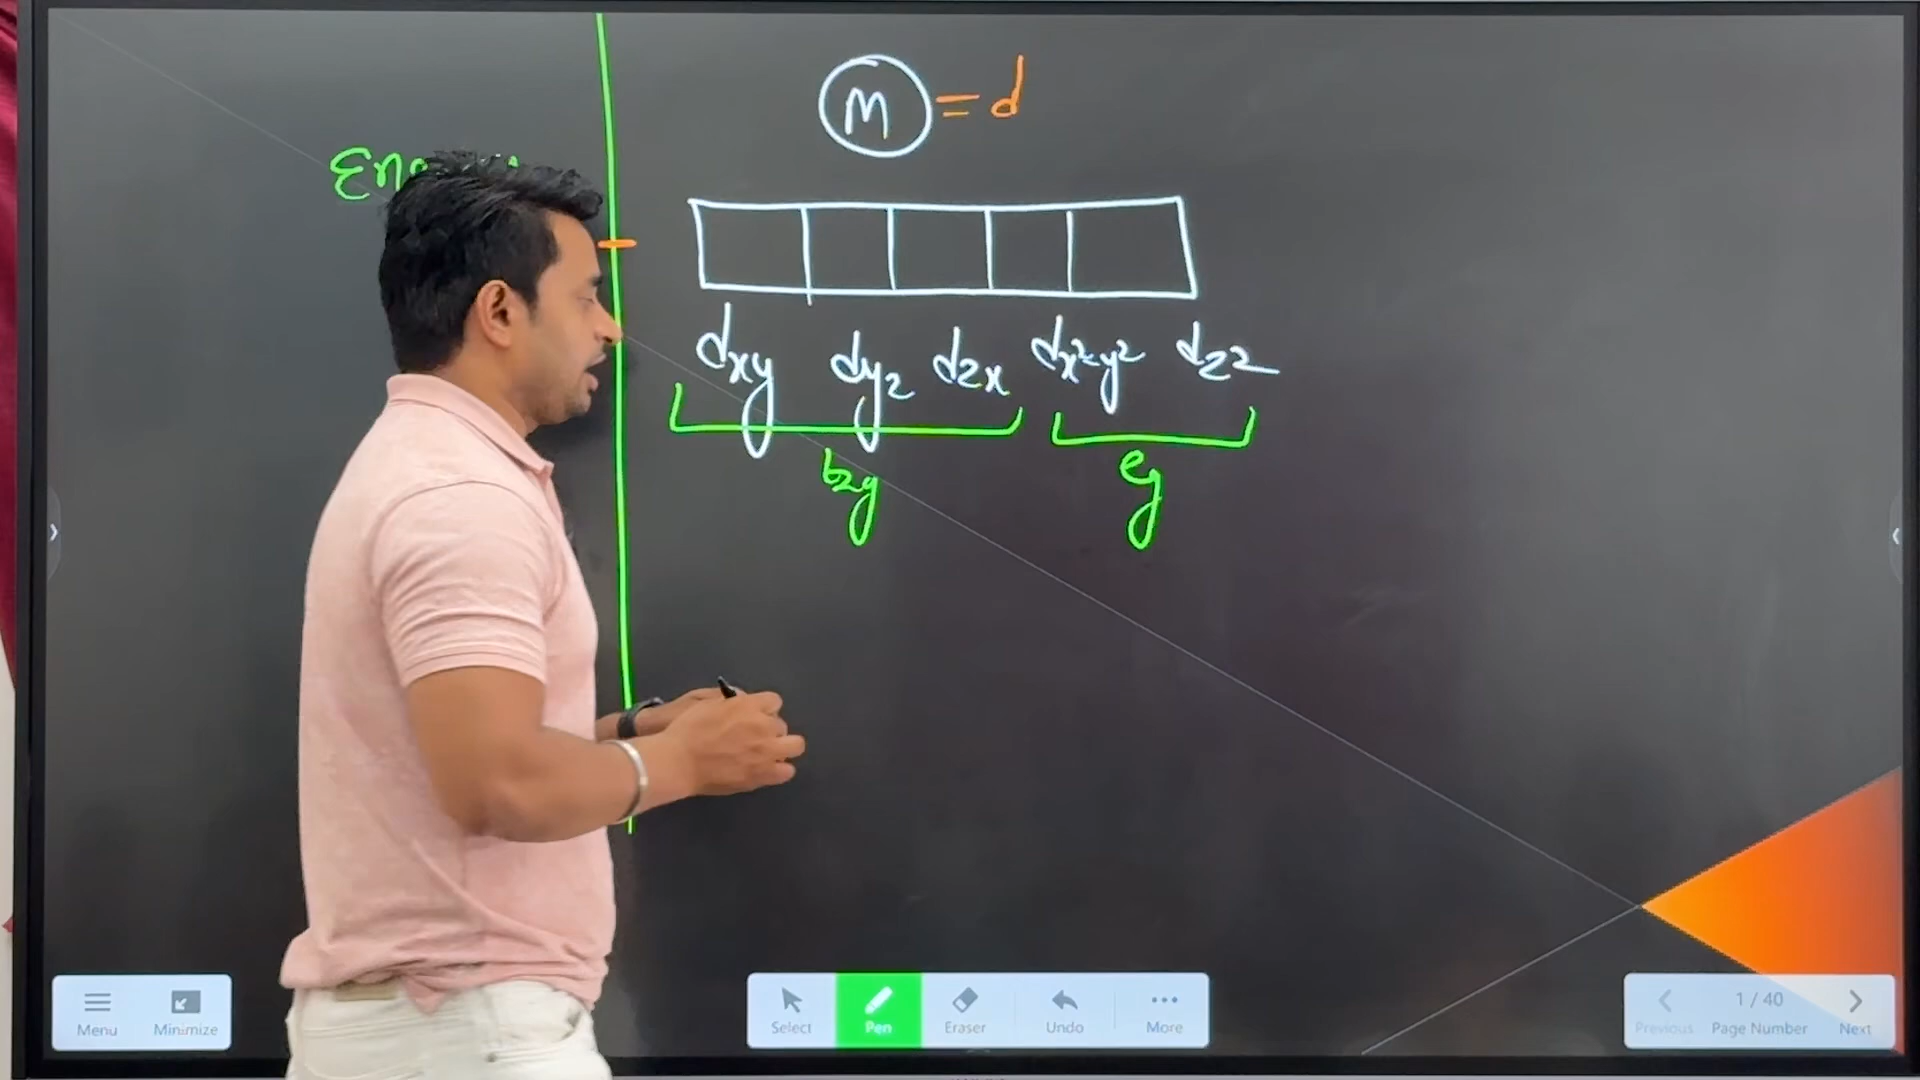 M = d
dxy dyz dzx dx²-y² dz²
t2g eg
Menu Minimize Select Pen Eraser Undo More Previous 1 / 40 Page Number Next